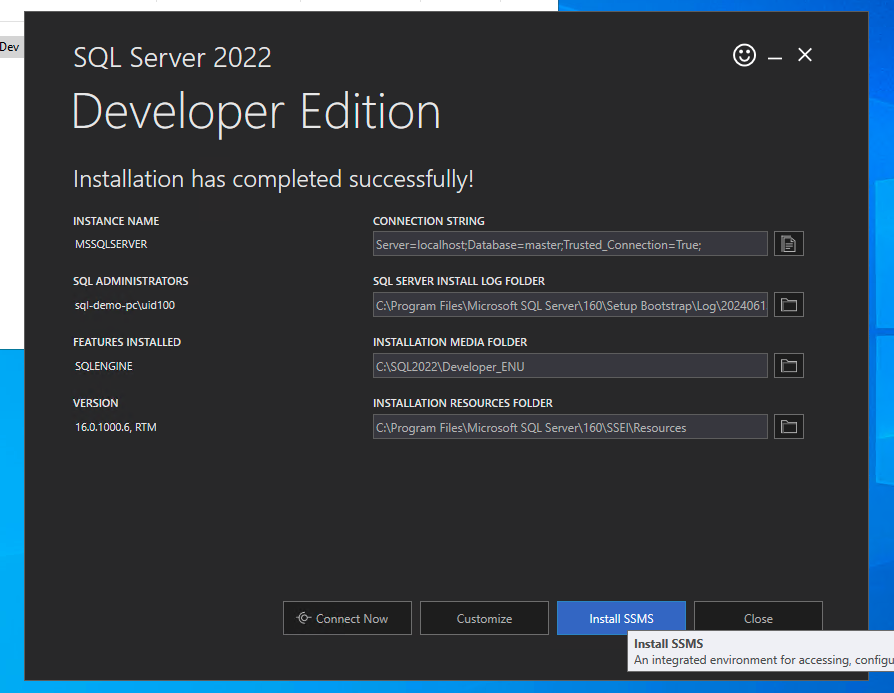 Dev
SQL Server 2022
Developer Edition
Installation has completed successfully!
INSTANCE NAME
MSSQLSERVER
CONNECTION STRING
Server=localhost;Database=master;Trusted_Connection=True;
SQL ADMINISTRATORS
sql-demo-pc\uid100
SQL SERVER INSTALL LOG FOLDER
C:\Program Files\Microsoft SQL Server\160\Setup Bootstrap\Log\2024061
FEATURES INSTALLED
SQLENGINE
INSTALLATION MEDIA FOLDER
C:\SQL2022\Developer_ENU
VERSION
16.0.1000.6, RTM
INSTALLATION RESOURCES FOLDER
C:\Program Files\Microsoft SQL Server\160\SSEI\Resources
Connect Now
Customize
Install SSMS
Close
Install SSMS
An integrated environment for accessing, configu